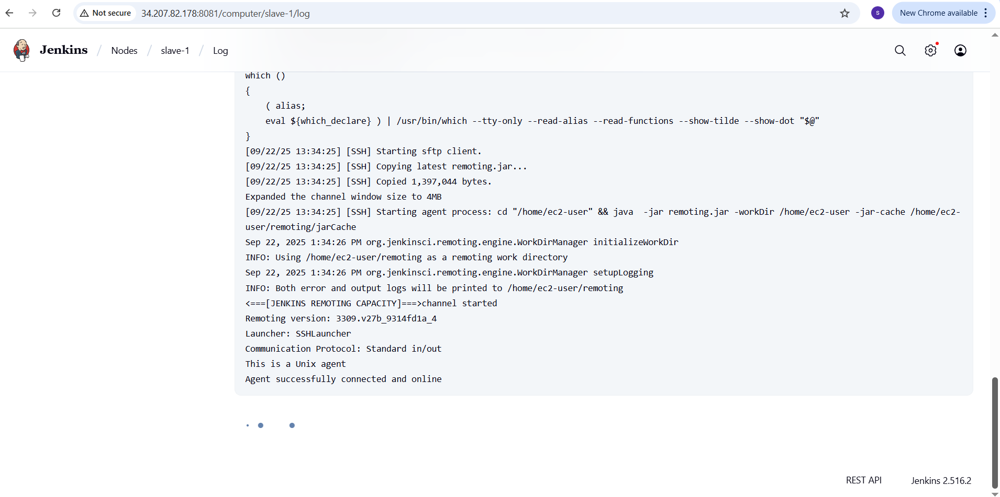 Not secure
34.207.82.178:8081/computer/slave-1/log
S
New Chrome available
Jenkins / Nodes / slave-1 / Log
which ()
{
( alias;
eval ${which_declare} ) | /usr/bin/which --tty-only --read-alias --read-functions --show-tilde --show-dot "$@"
}
[09/22/25 13:34:25] [SSH] Starting sftp client.
[09/22/25 13:34:25] [SSH] Copying latest remoting.jar...
[09/22/25 13:34:25] [SSH] Copied 1,397,044 bytes.
Expanded the channel window size to 4MB
[09/22/25 13:34:25] [SSH] Starting agent process: cd "/home/ec2-user" && java  -jar remoting.jar -workDir /home/ec2-user -jar-cache /home/ec2-
user/remoting/jarCache
Sep 22, 2025 1:34:26 PM org.jenkinsci.remoting.engine.WorkDirManager initializeWorkDir
INFO: Using /home/ec2-user/remoting as a remoting work directory
Sep 22, 2025 1:34:26 PM org.jenkinsci.remoting.engine.WorkDirManager setupLogging
INFO: Both error and output logs will be printed to /home/ec2-user/remoting
<===[JENKINS REMOTING CAPACITY]===>channel started
Remoting version: 3309.v27b_9314fd1a_4
Launcher: SSHLauncher
Communication Protocol: Standard in/out
This is a Unix agent
Agent successfully connected and online
REST API
Jenkins 2.516.2